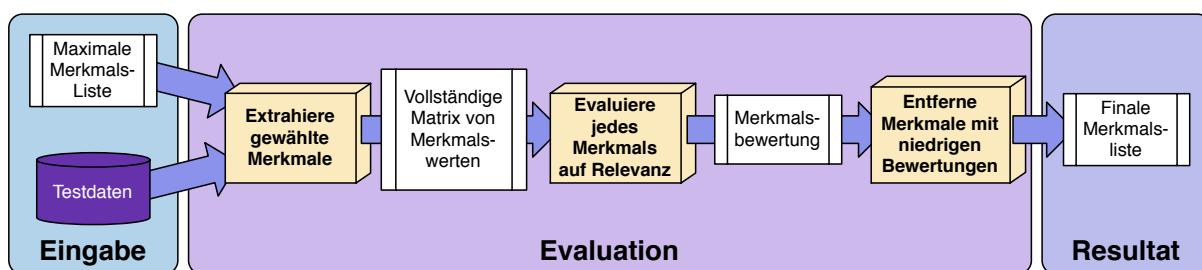 Maximale
Merkmals-
Liste
Testdaten
Eingabe
Extrahiere
gewählte
Merkmale
Vollständige
Matrix von
Merkmals-
werten
Evaluiere
jedes
Merkmals
auf Relevanz
Merkmals-
bewertung
Entferne
Merkmale mit
niedrigen
Bewertungen
Evaluation
Finale
Merkmals-
liste
Resultat